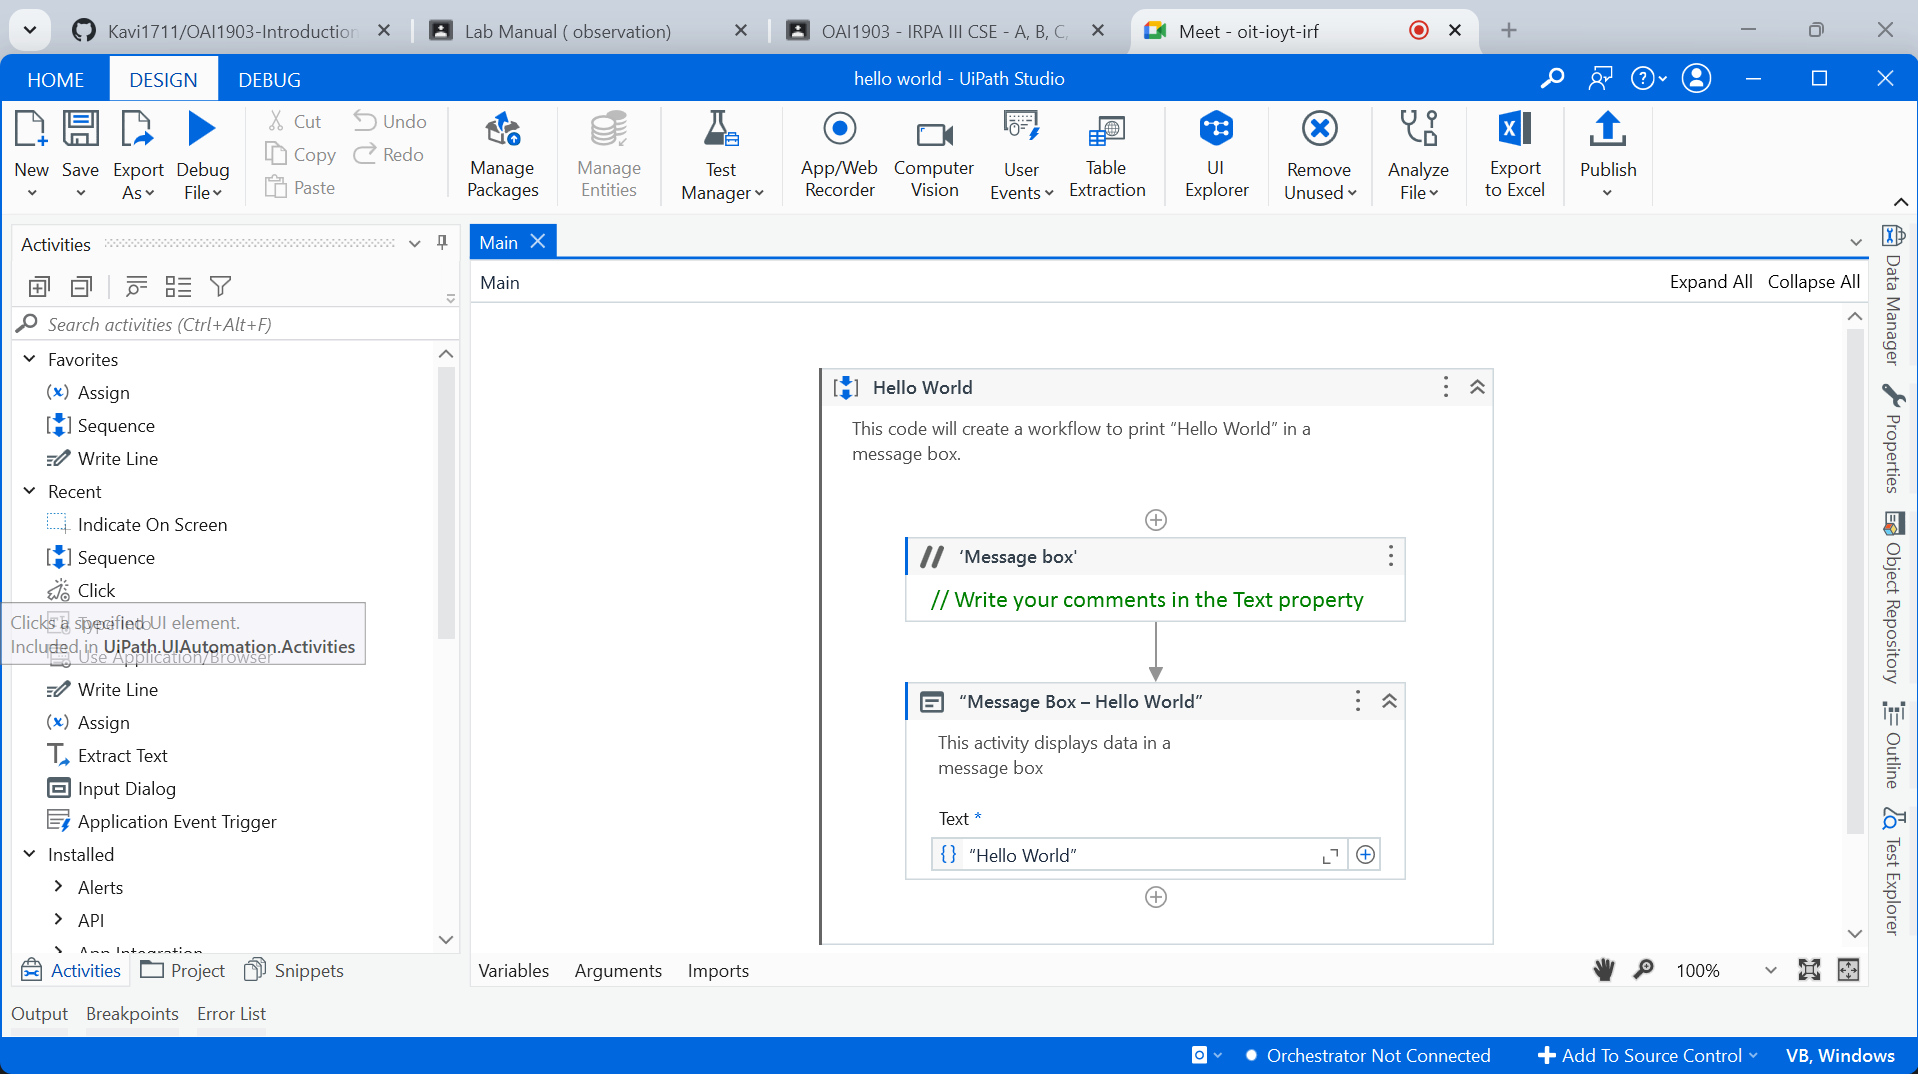 Kavi1711/OAI1903-Introduction
Lab Manual ( observation)
OAI1903 - IRPA III CSE - A, B, C,
Meet - oit-ioyt-irf
HOME
DESIGN
DEBUG
hello world - UiPath Studio
New
Save
Export As
Debug File
Cut
Copy
Paste
Undo
Redo
Manage Packages
Manage Entities
Test Manager
App/Web Recorder
Computer Vision
User Events
Table Extraction
UI Explorer
Remove Unused
Analyze File
Export to Excel
Publish
Activities
Search activities (Ctrl+Alt+F)
Favorites
Assign
Sequence
Write Line
Recent
Indicate On Screen
Sequence
Click
Type Into
Clicks a specified UI element.
Included in UiPath.UIAutomation.Activities
Use Application/Browser
Write Line
Assign
Extract Text
Input Dialog
Application Event Trigger
Installed
Alerts
API
App Integration
Activities
Project
Snippets
Main
Main
Expand All
Collapse All
Hello World
This code will create a workflow to print “Hello World” in a
message box.
‘Message box'
// Write your comments in the Text property
“Message Box – Hello World”
This activity displays data in a
message box
Text *
“Hello World”
Variables
Arguments
Imports
100%
Data Manager
Properties
Object Repository
Outline
Test Explorer
Output
Breakpoints
Error List
Orchestrator Not Connected
Add To Source Control
VB, Windows